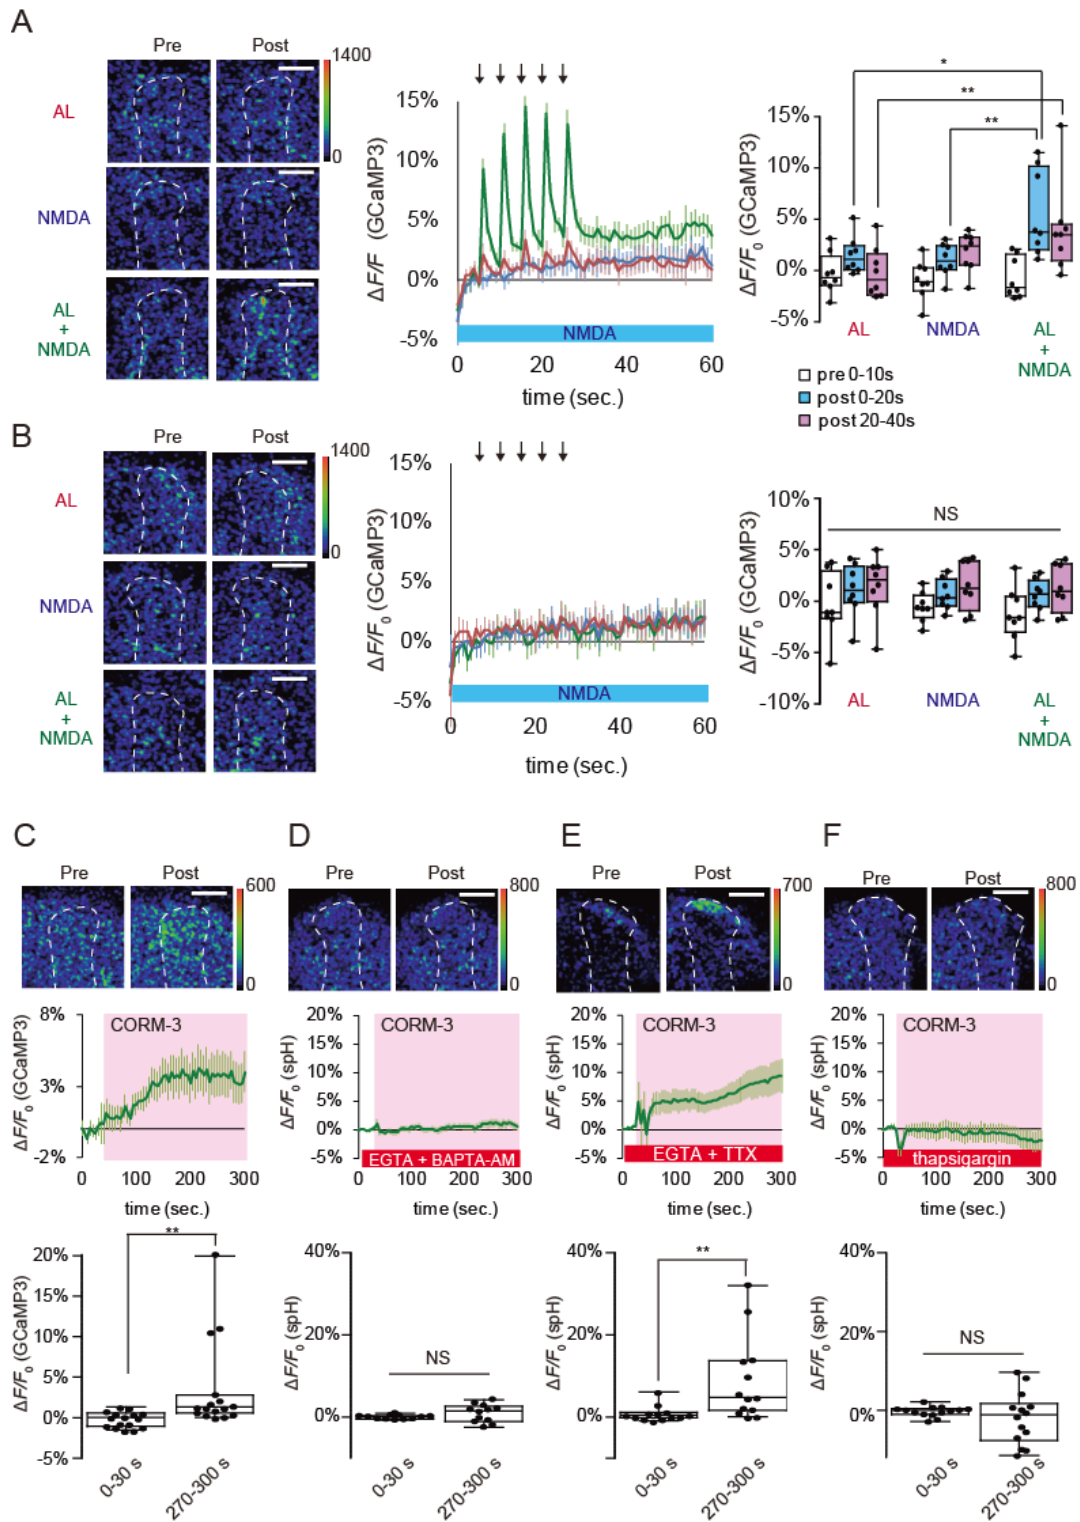 A
Pre Post
1400
0
AL
NMDA
AL
+
NMDA
15%
10%
5%
0%
-5%
ΔF/F (GCaMP3)
NMDA
0 20 40 60
time (sec.)
15%
10%
5%
0%
-5%
ΔF/F0 (GCaMP3)
*
**
**
AL NMDA AL
+
NMDA
pre 0-10s
post 0-20s
post 20-40s
B
Pre Post
1400
0
AL
NMDA
AL
+
NMDA
15%
10%
5%
0%
-5%
ΔF/F0 (GCaMP3)
NMDA
0 20 40 60
time (sec.)
10%
5%
0%
-5%
-10%
ΔF/F0 (GCaMP3)
NS
AL NMDA AL
+
NMDA
C
Pre Post
600
0
8%
3%
-2%
ΔF/F0 (GCaMP3)
CORM-3
0 100 200 300
time (sec.)
20%
15%
10%
5%
0%
-5%
ΔF/F0 (GCaMP3)
**
0-30 s 270-300 s
D
Pre Post
800
0
20%
15%
10%
5%
0%
-5%
ΔF/F0 (spH)
CORM-3
EGTA + BAPTA-AM
0 100 200 300
time (sec.)
40%
20%
0%
ΔF/F0 (spH)
NS
0-30 s 270-300 s
E
Pre Post
700
0
20%
15%
10%
5%
0%
-5%
ΔF/F0 (spH)
CORM-3
EGTA + TTX
0 100 200 300
time (sec.)
40%
20%
0%
ΔF/F0 (spH)
**
0-30 s 270-300 s
F
Pre Post
800
0
20%
15%
10%
5%
0%
-5%
ΔF/F0 (spH)
CORM-3
thapsigargin
0 100 200 300
time (sec.)
40%
20%
0%
ΔF/F0 (spH)
NS
0-30 s 270-300 s